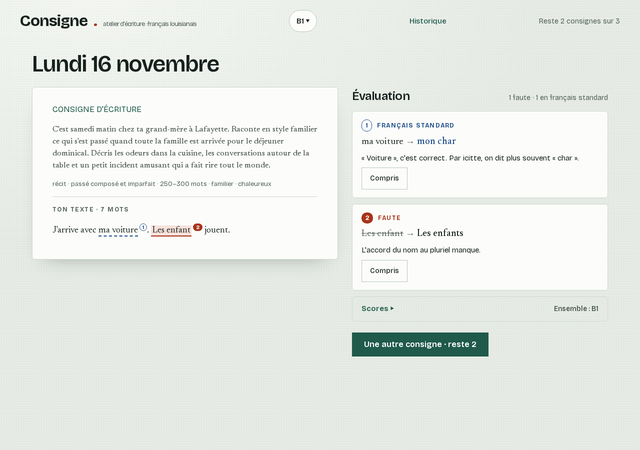 Consigne . atelier d'écriture · français louisianais
B1 ▾
Historique
Reste 2 consignes sur 3
Lundi 16 novembre
CONSIGNE D'ÉCRITURE
C'est samedi matin chez ta grand-mère à Lafayette. Raconte en style familier
ce qui s'est passé quand toute la famille est arrivée pour le déjeuner
dominical. Décris les odeurs dans la cuisine, les conversations autour de la
table et un petit incident amusant qui a fait rire tout le monde.
récit · passé composé et imparfait · 250–300 mots · familier · chaleureux
TON TEXTE · 7 MOTS
J'arrive avec ma voiture 1. Les enfant 2 jouent.
Évaluation
1 faute · 1 en français standard
1 FRANÇAIS STANDARD
ma voiture → mon char
« Voiture », c'est correct. Par icitte, on dit plus souvent « char ».
Compris
2 FAUTE
Les enfant → Les enfants
L'accord du nom au pluriel manque.
Compris
Scores ▸
Ensemble : B1
Une autre consigne - reste 2